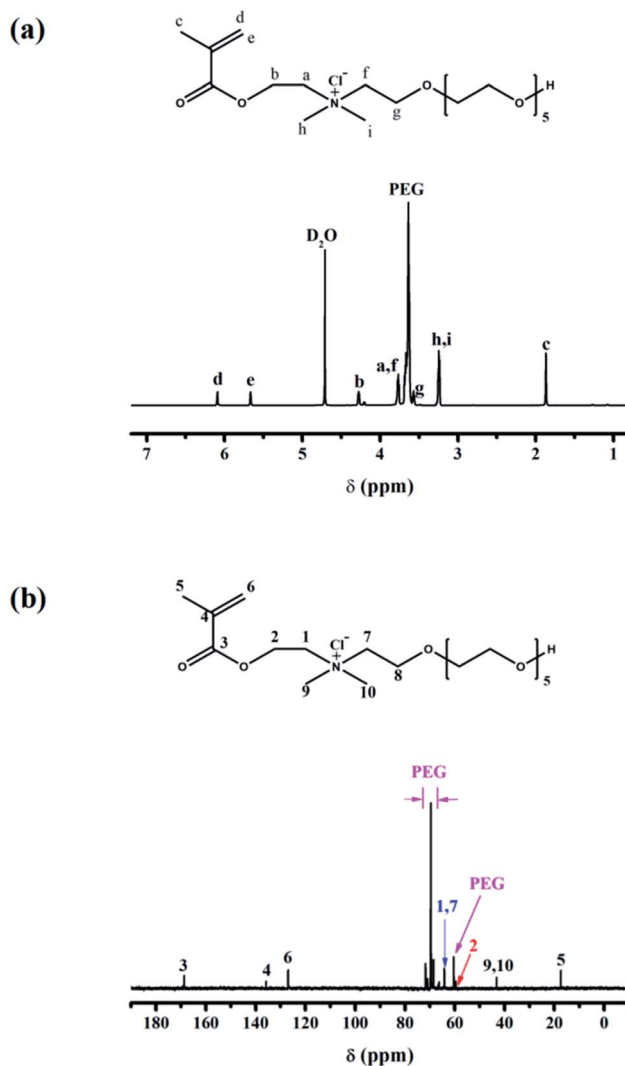 (a)
d
c
e
b
a
Cl⁻
f
O
O
N
+
O
O
H
h
i
g
5
PEG
D₂O
d
e
b
a,f
g
h,i
c
7 6 5 4 3 2 1
δ (ppm)
(b)
5
6
4
3
2
1
Cl⁻
7
O
O
N
+
O
O
H
9
10
8
5
PEG
PEG
1,7
2
3
4
6
9,10
5
180 160 140 120 100 80 60 40 20 0
δ (ppm)